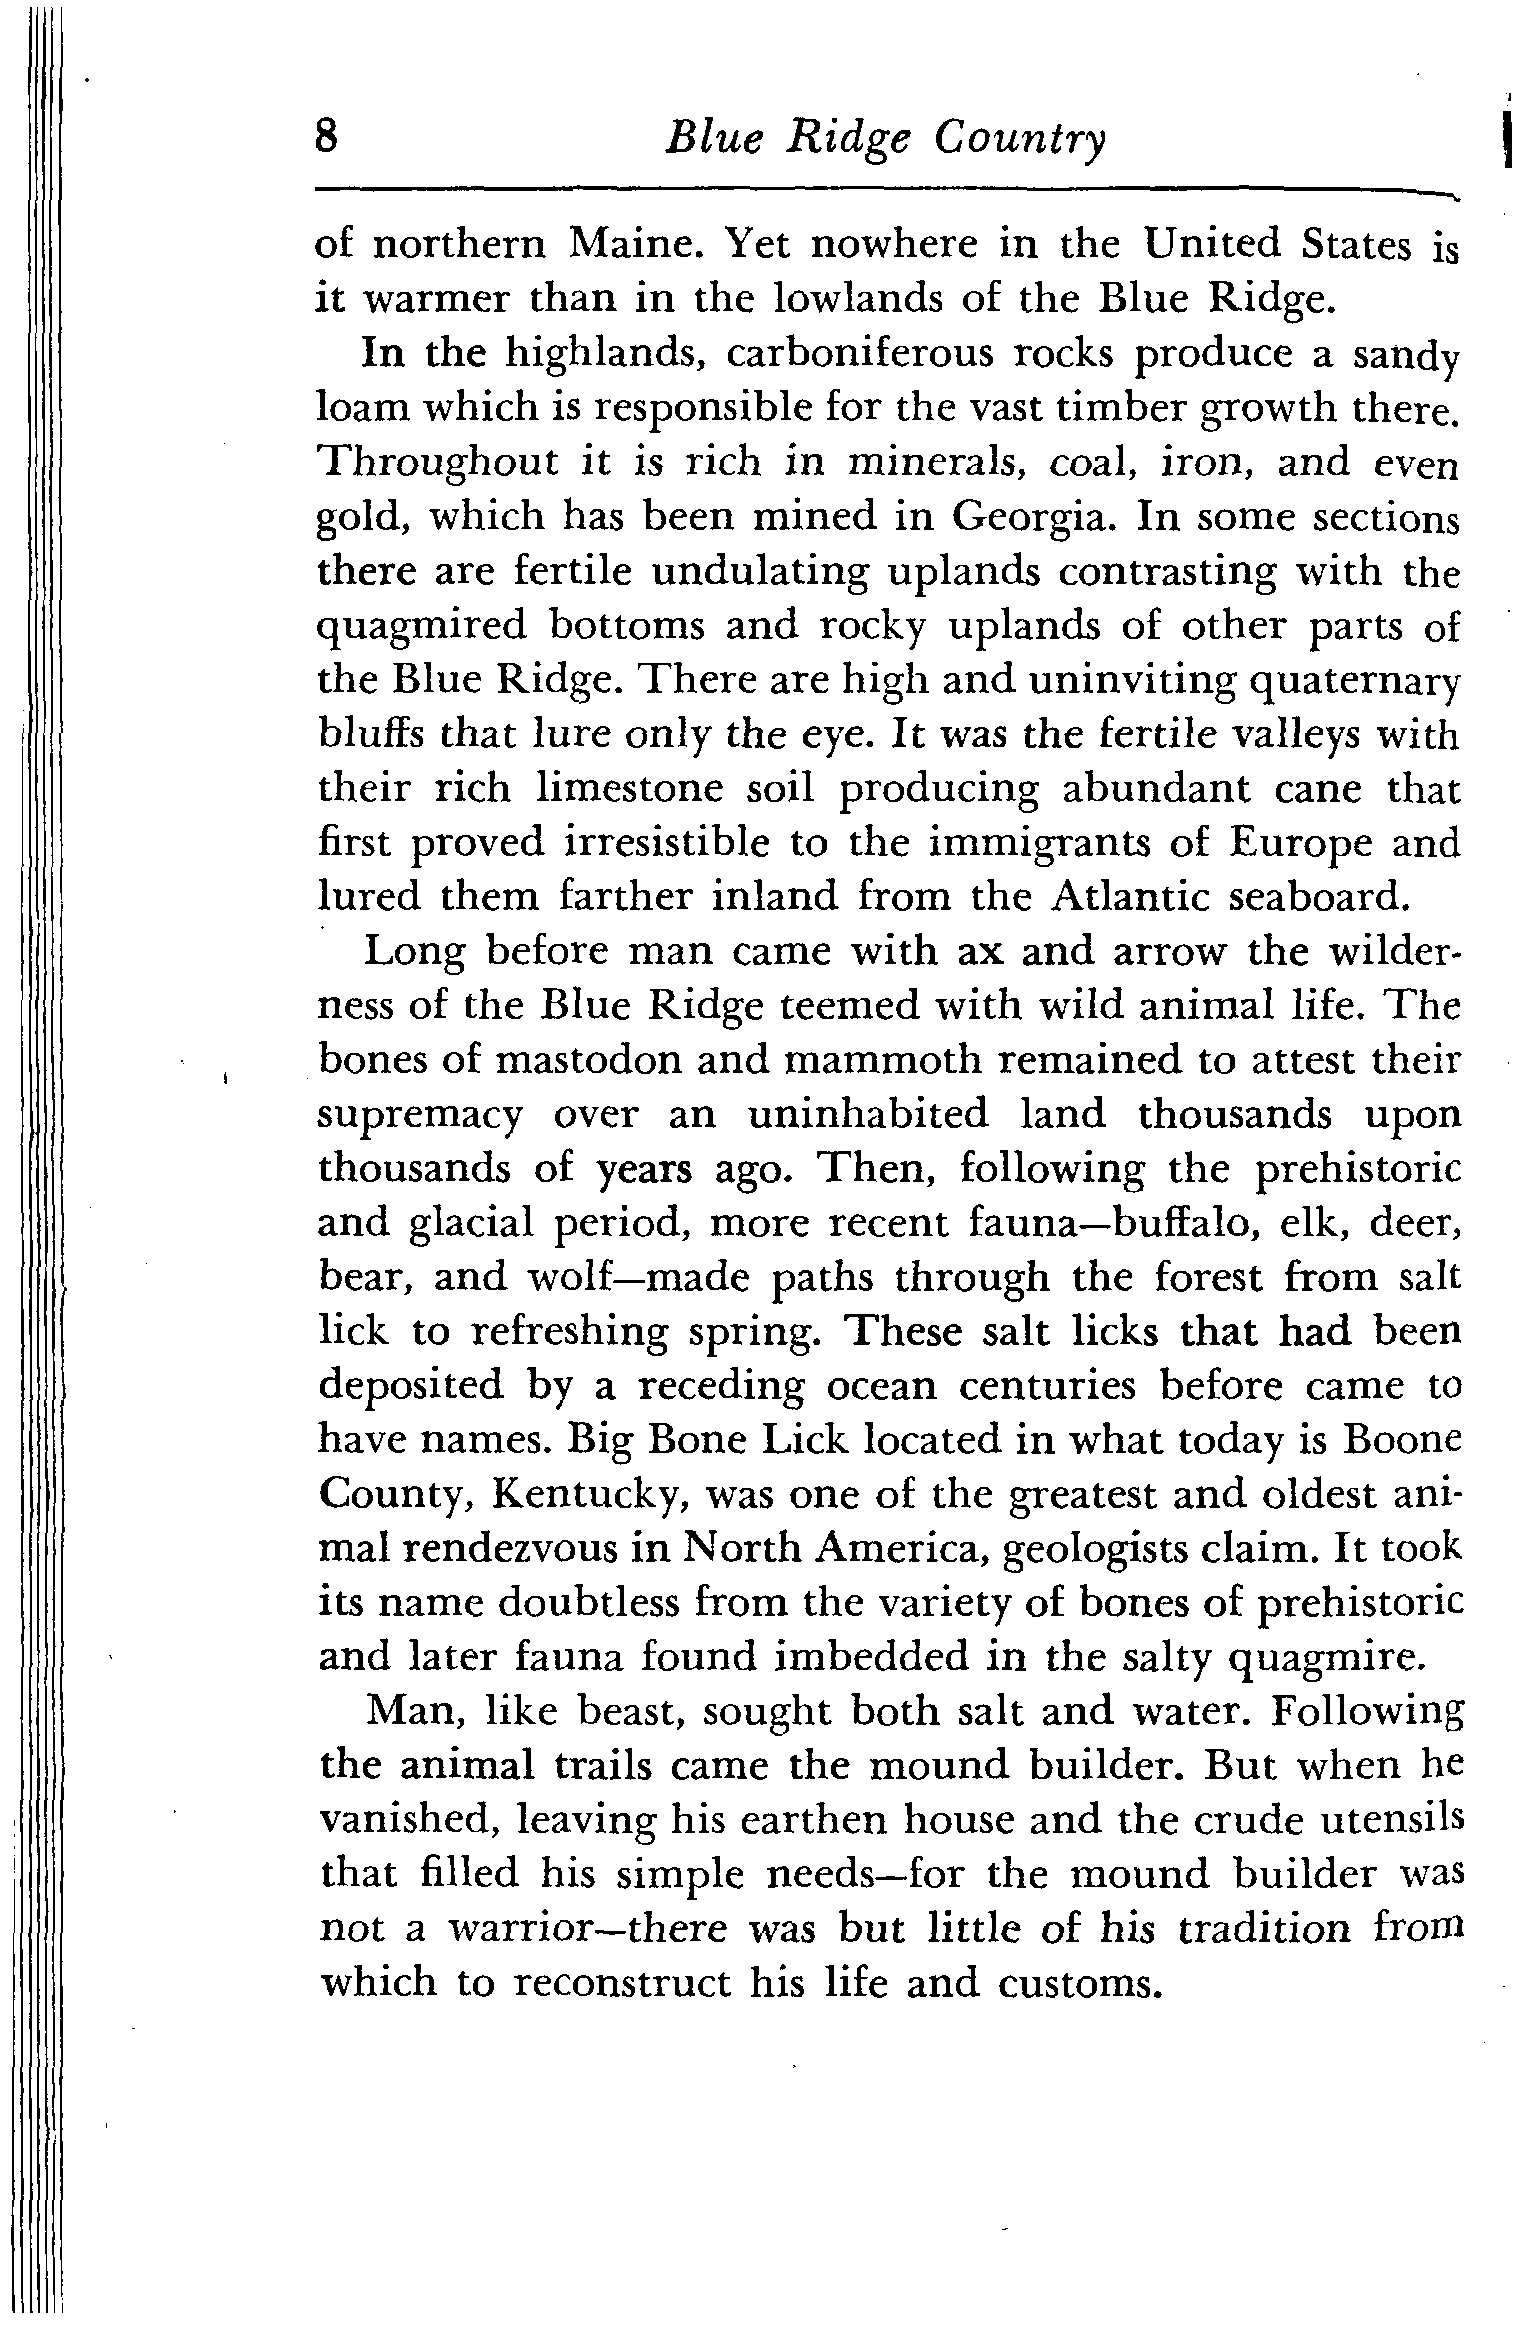 8 Blue Ridge Country
of northern Maine. Yet nowhere in the United States is
it warmer than in the lowlands of the Blue Ridge.
In the highlands, carboniferous rocks produce a sandy
loam which is responsible for the vast timber growth there.
Throughout it is rich in minerals, coal, iron, and even
gold, which has been mined in Georgia. In some sections
there are fertile undulating uplands contrasting with the
quagmired bottoms and rocky uplands of other parts of
the Blue Ridge. There are high and uninviting quaternary
bluffs that lure only the eye. It was the fertile valleys with
their rich limestone soil producing abundant cane that
first proved irresistible to the immigrants of Europe and
lured them farther inland from the Atlantic seaboard.
Long before man came with ax and arrow the wilder-
ness of the Blue Ridge teemed with wild animal life. The
bones of mastodon and mammoth remained to attest their
supremacy over an uninhabited land thousands upon
thousands of years ago. Then, following the prehistoric
and glacial period, more recent fauna—buffalo, elk, deer,
bear, and wolf—made paths through the forest from salt
lick to refreshing spring. These salt licks that had been
deposited by a receding ocean centuries before came to
have names. Big Bone Lick located in what today is Boone
County, Kentucky, was one of the greatest and oldest ani-
mal rendezvous in North America, geologists claim. It took
its name doubtless from the variety of bones of prehistoric
and later fauna found imbedded in the salty quagmire.
Man, like beast, sought both salt and water. Following
the animal trails came the mound builder. But when he
vanished, leaving his earthen house and the crude utensils
that filled his simple needs—for the mound builder was
not a warrior—there was but little of his tradition from
which to reconstruct his life and customs.